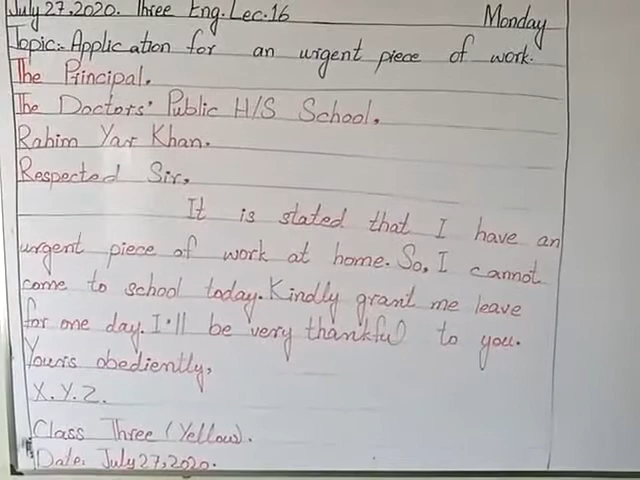 July 27, 2020. Three Eng. Lec. 16 Monday
Topic:- Application for an urgent piece of work.
The Principal,
The Doctors' Public H/S School,
Rahim Yar Khan.
Respected Sir,
It is stated that I have an
urgent piece of work at home. So, I cannot
come to school today. Kindly grant me leave
for one day. I'll be very thankful to you.
Yours obediently,
X.Y.Z.
Class Three (Yellow).
Date: July 27, 2020.